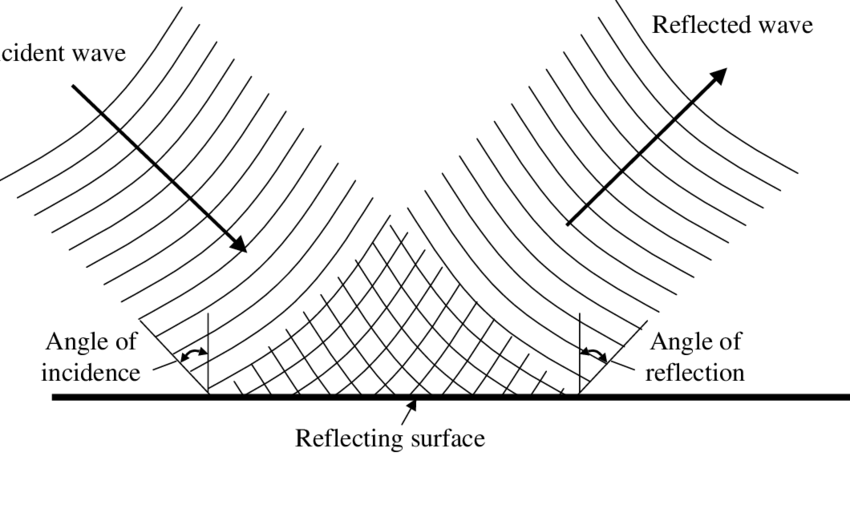 Reflected wave
cident wave
Angle of
incidence
Angle of
reflection
Reflecting surface